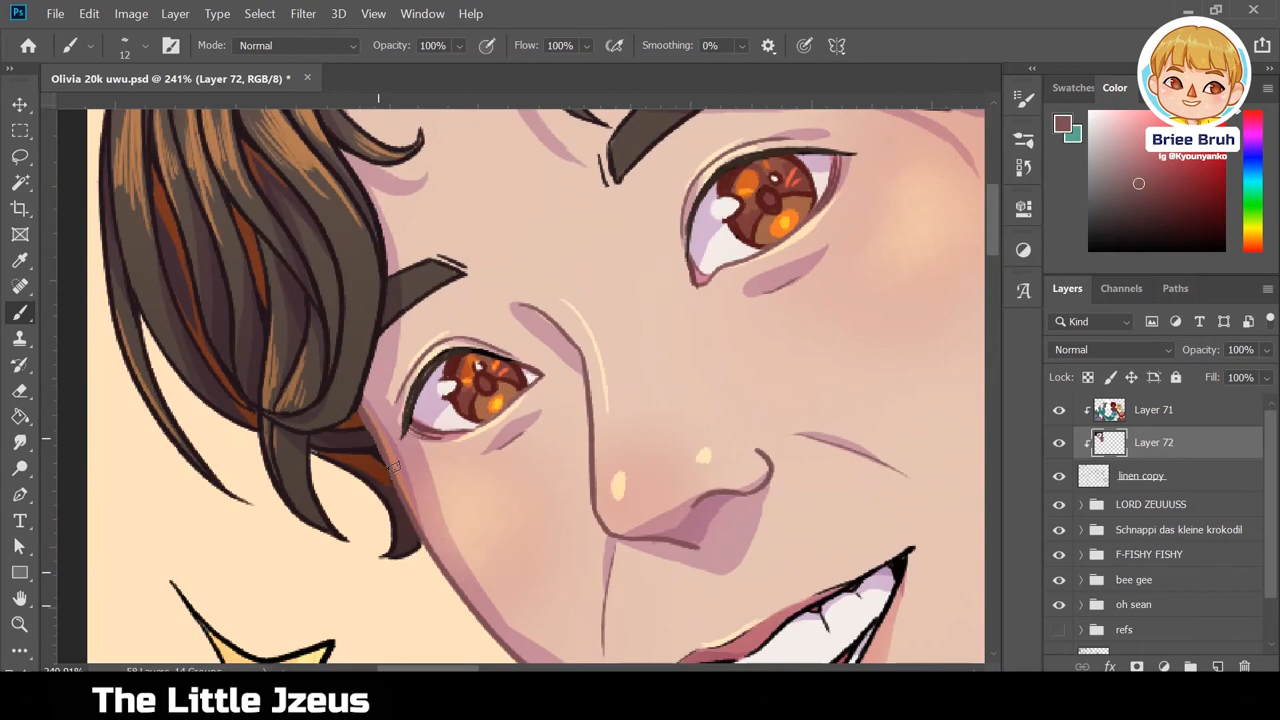 Ps File Edit Image Layer Type Select Filter 3D View Window Help
12 Mode: Normal Opacity: 100% Flow: 100% Smoothing: 0%
Olivia 20k uwu.psd @ 241% (Layer 72, RGB/8) *
Briee Bruh
ig @Kyounyanko
Swatches Color
Layers Channels Paths
Kind
Normal Opacity: 100%
Lock: Fill: 100%
Layer 71
Layer 72
linen copy
LORD ZEUUUSS
Schnappi das kleine krokodil
F-FISHY FISHY
bee gee
oh sean
refs
The Little Jzeus